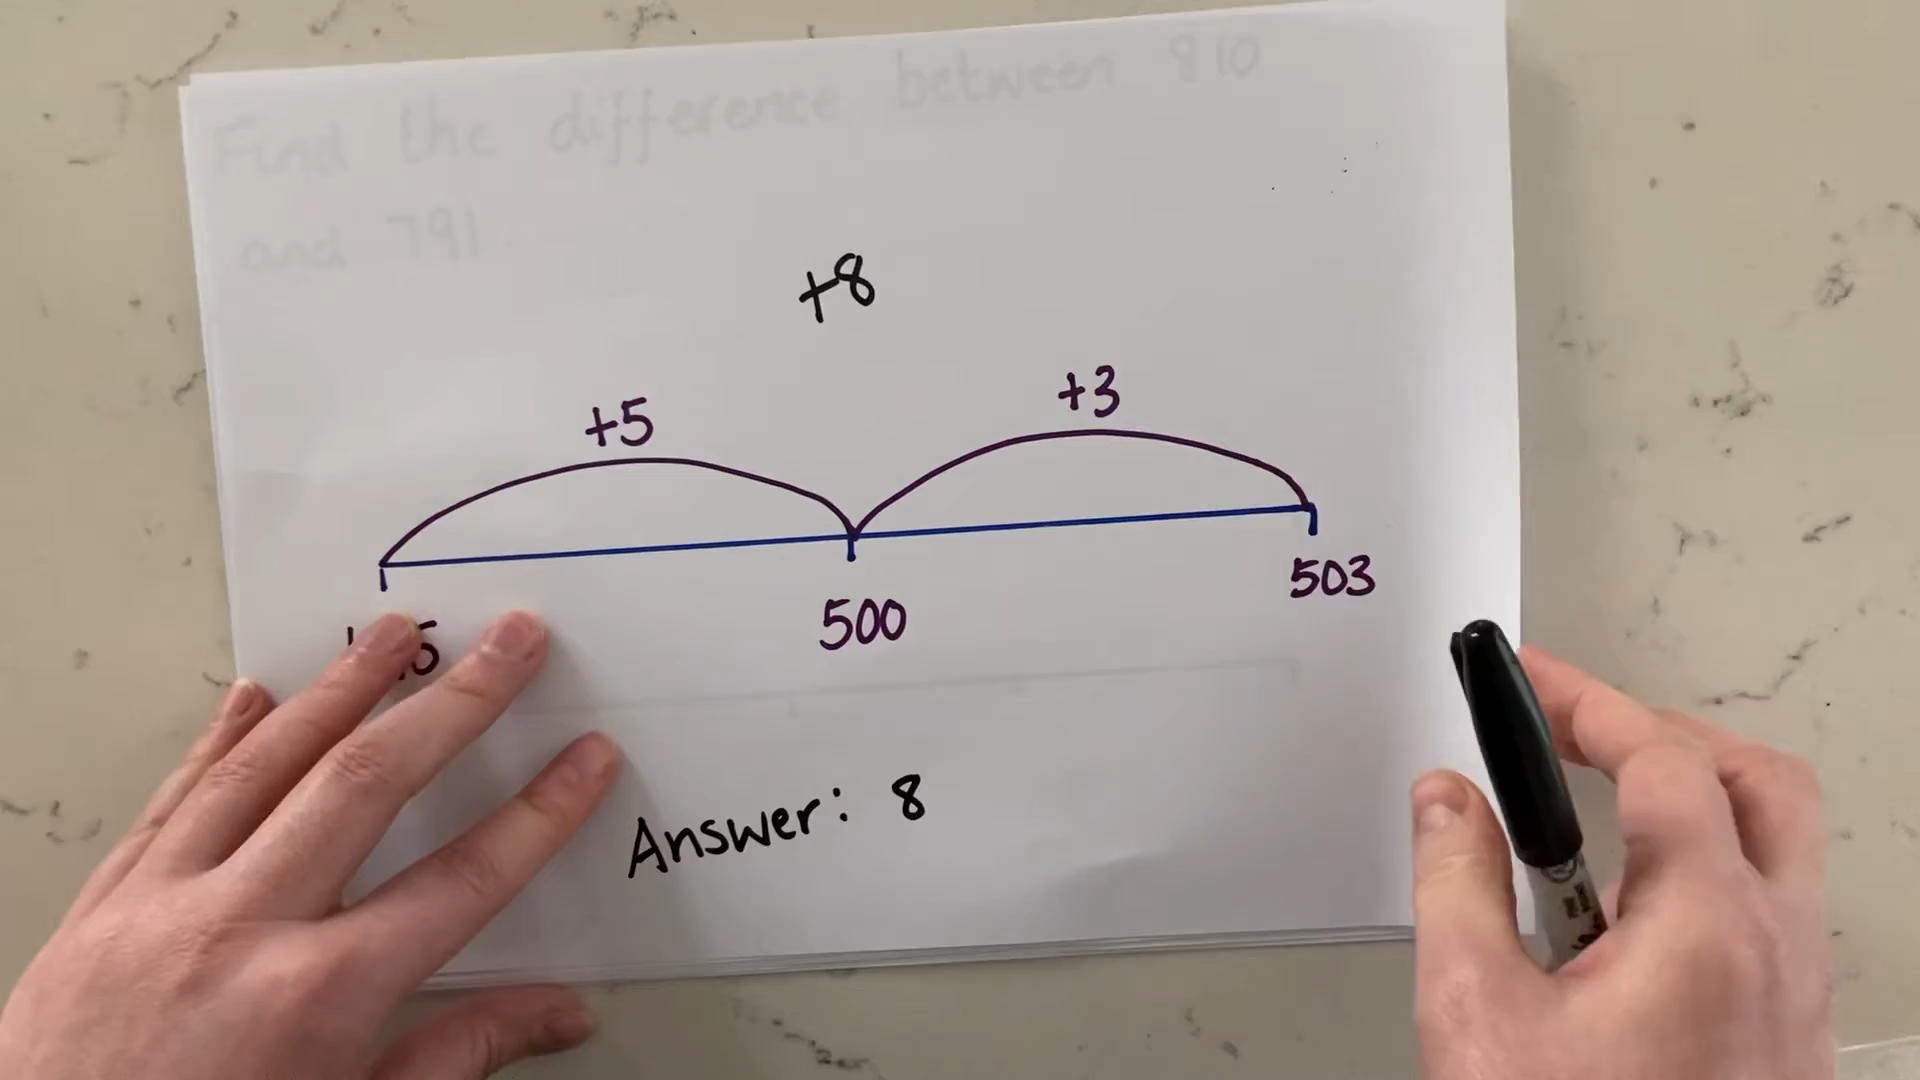 Find the difference between 810
and 791.
+8
+5
+3
500
503
Answer: 8